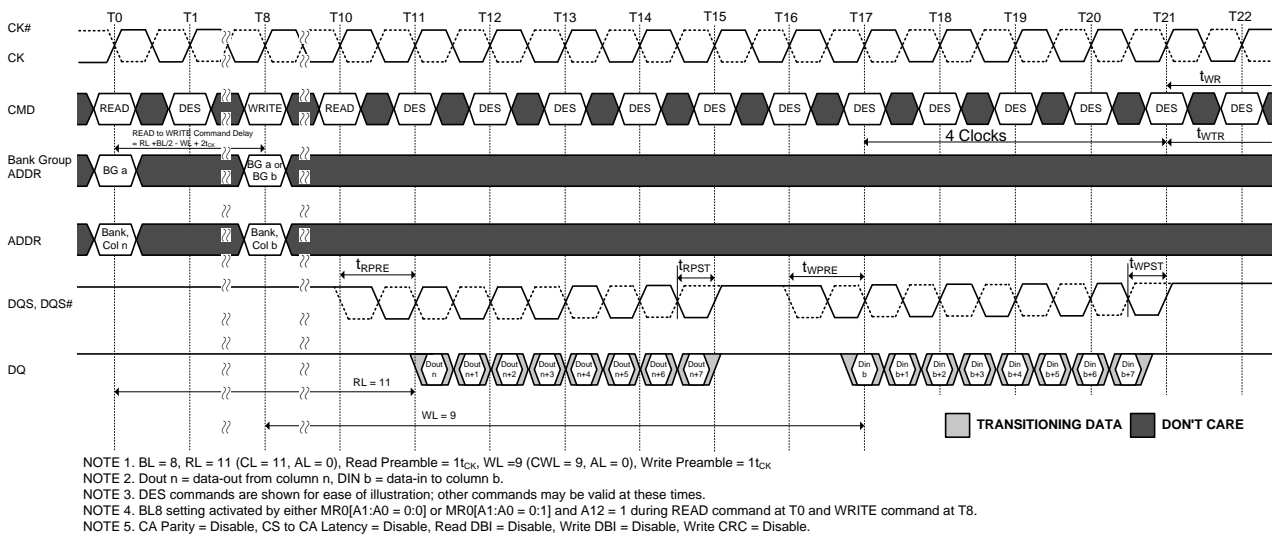 T0 T1 T8 T10 T11 T12 T13 T14 T15 T16 T17 T18 T19 T20 T21 T22
CK#
CK
tWR
CMD READ DES WRITE READ DES DES DES DES DES DES DES DES DES DES DES DES
READ to WRITE Command Delay
= RL +BL/2 - WL + 2tCK
4 Clocks
tWTR
Bank Group
ADDR
BG a
BG a or
BG b
ADDR
Bank,
Col n
Bank,
Col b
tRPRE tRPST tWPRE tWPST
DQS, DQS#
DQ
Dout
n
Dout
n+1
Dout
n+2
Dout
n+3
Dout
n+4
Dout
n+5
Dout
n+6
Dout
n+7
Din
b
Din
b+1
Din
b+2
Din
b+3
Din
b+4
Din
b+5
Din
b+6
Din
b+7
RL = 11
WL = 9
TRANSITIONING DATA DON'T CARE
NOTE 1. BL = 8, RL = 11 (CL = 11, AL = 0), Read Preamble = 1tCK, WL =9 (CWL = 9, AL = 0), Write Preamble = 1tCK
NOTE 2. Dout n = data-out from column n, DIN b = data-in to column b.
NOTE 3. DES commands are shown for ease of illustration; other commands may be valid at these times.
NOTE 4. BL8 setting activated by either MR0[A1:A0 = 0:0] or MR0[A1:A0 = 0:1] and A12 = 1 during READ command at T0 and WRITE command at T8.
NOTE 5. CA Parity = Disable, CS to CA Latency = Disable, Read DBI = Disable, Write DBI = Disable, Write CRC = Disable.